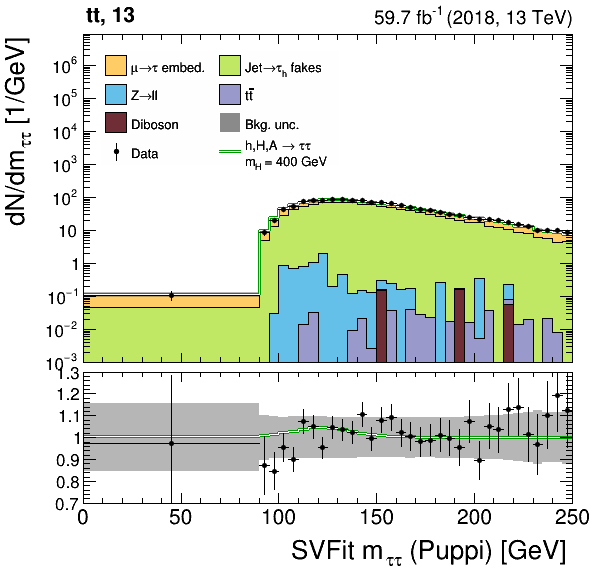 tt, 13
59.7 fb⁻¹ (2018, 13 TeV)
dN/dmττ [1/GeV]
μ→τ embed.
Jet→τₕ fakes
Z→ll
tt̄
Diboson
Bkg. unc.
Data
h,H,A → ττ
m_H = 400 GeV
10⁶
10⁵
10⁴
10³
10²
10
1
10⁻¹
10⁻²
10⁻³
1.3
1.2
1.1
1.0
0.9
0.8
0.7
0 50 100 150 200 250
SVFit mττ (Puppi) [GeV]